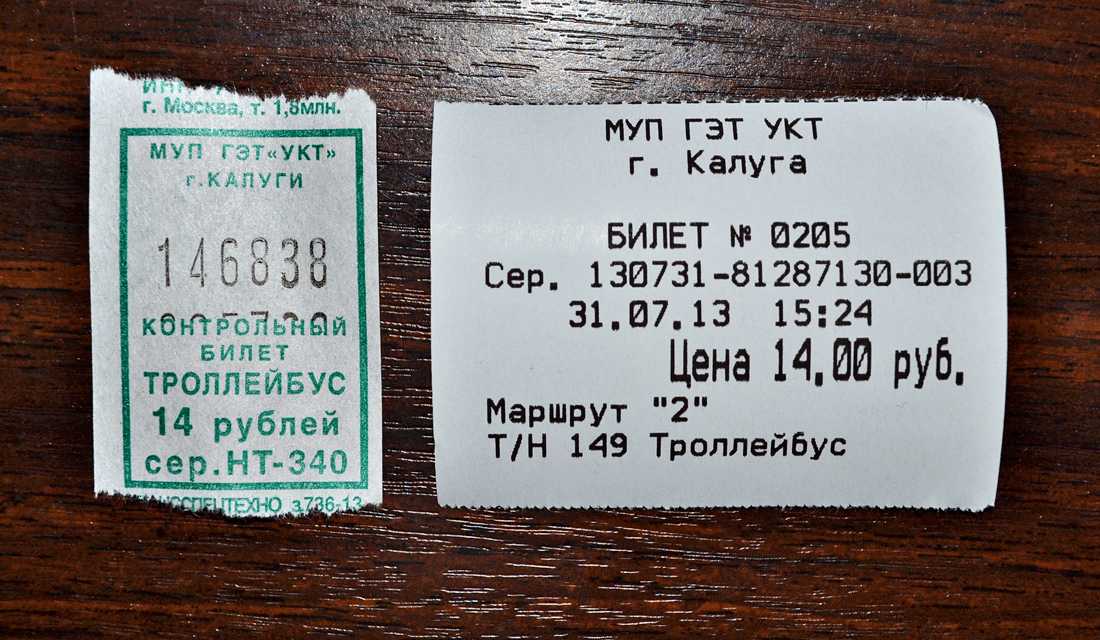 г. Москва, т. 1,8млн.
МУП ГЭТ«УКТ»
г.КАЛУГИ
146838
КОНТРОЛЬНЫЙ
БИЛЕТ
ТРОЛЛЕЙБУС
14 рублей
сер.НТ-340
з.736-13
МУП ГЭТ УКТ
г. Калуга
БИЛЕТ № 0205
Сер. 130731-81287130-003
31.07.13 15:24
Цена 14.00 руб.
Маршрут "2"
Т/Н 149 Троллейбус